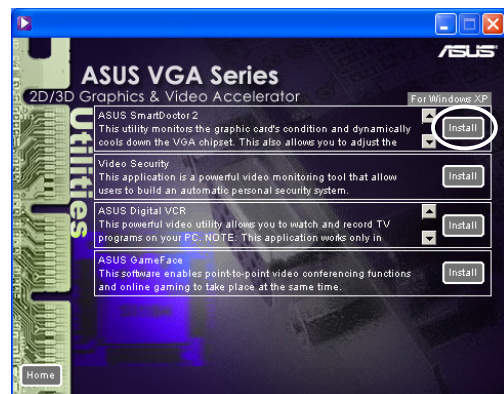 ASUS
ASUS VGA Series
2D/3D Graphics & Video Accelerator
For Windows XP
Utilities
ASUS SmartDoctor 2
This utility monitors the graphic card's condition and dynamically
cools down the VGA chipset. This also allows you to adjust the
Install
Video Security
This application is a powerful video monitoring tool that allow
users to build an automatic personal security system.
Install
ASUS Digital VCR
This powerful video utility allows you to watch and record TV
programs on your PC. NOTE: This application works only in
Install
ASUS GameFace
This software enables point-to-point video conferencing functions
and online gaming to take place at the same time.
Install
Home